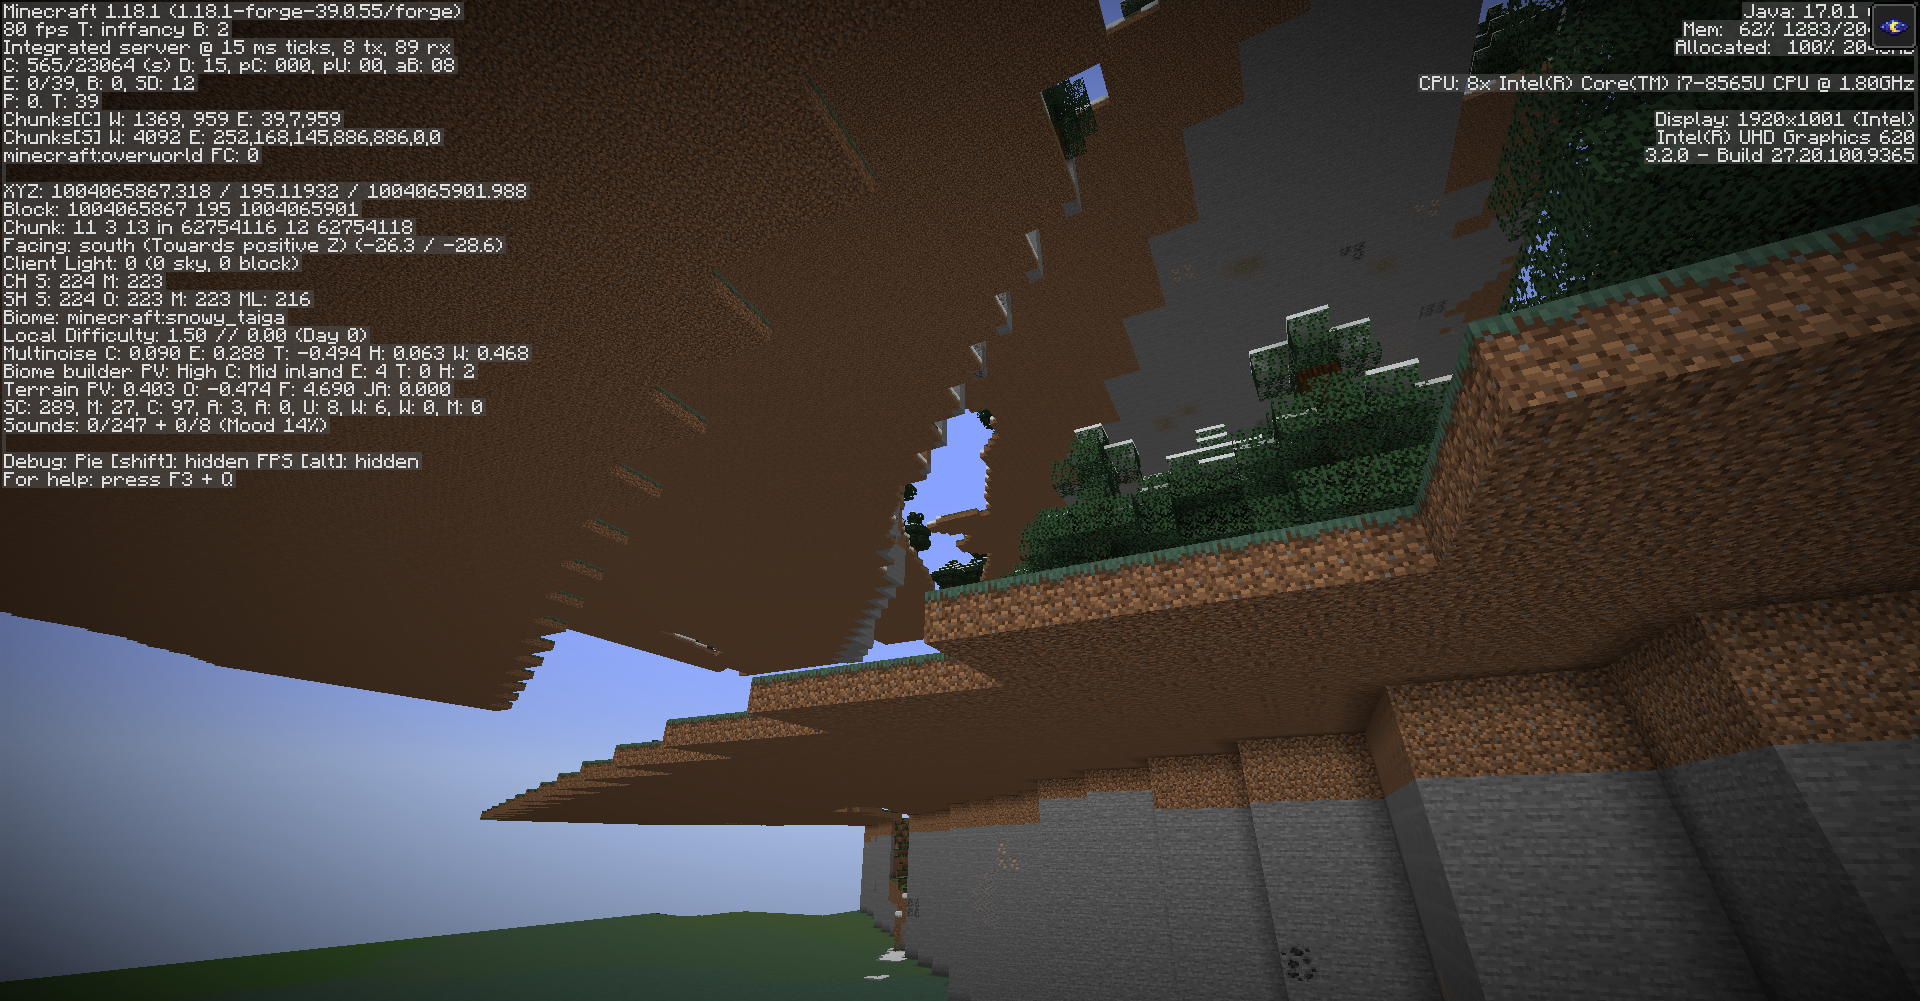 Minecraft 1.18.1 (1.18.1-forge-39.0.55/forge)
80 fps T: inffancy B: 2
Integrated server @ 15 ms ticks, 8 tx, 89 rx
C: 565/23064 (s) D: 15, pC: 000, pU: 00, aB: 08
E: 0/39, B: 0, SD: 12
P: 0. T: 39
Chunks[C] W: 1369, 959 E: 39,7,959
Chunks[S] W: 4092 E: 252,168,145,886,886,0,0
minecraft:overworld FC: 0
XYZ: 1004065867.318 / 195.11932 / 1004065901.988
Block: 1004065867 195 1004065901
Chunk: 11 3 13 in 62754116 12 62754118
Facing: south (Towards positive Z) (-26.3 / -28.6)
Client Light: 0 (0 sky, 0 block)
CH S: 224 M: 223
SH S: 224 O: 223 M: 223 ML: 216
Biome: minecraft:snowy_taiga
Local Difficulty: 1.50 // 0.00 (Day 0)
Multinoise C: 0.090 E: 0.288 T: -0.494 H: 0.063 W: 0.468
Biome builder PV: High C: Mid inland E: 4 T: 0 H: 2
Terrain PV: 0.403 O: -0.474 F: 4.690 JA: 0.000
SC: 289, M: 27, C: 97, A: 3, A: 0, U: 8, W: 6, W: 0, M: 0
Sounds: 0/247 + 0/8 (Mood 14%)
Debug: Pie [shift]: hidden FPS [alt]: hidden
For help: press F3 + Q
Java: 17.0.1
Mem: 62% 1283/20
Allocated: 100% 204
CPU: 8x Intel(R) Core(TM) i7-8565U CPU @ 1.80GHz
Display: 1920x1001 (Intel)
Intel(R) UHD Graphics 620
3.2.0 - Build 27.20.100.9365